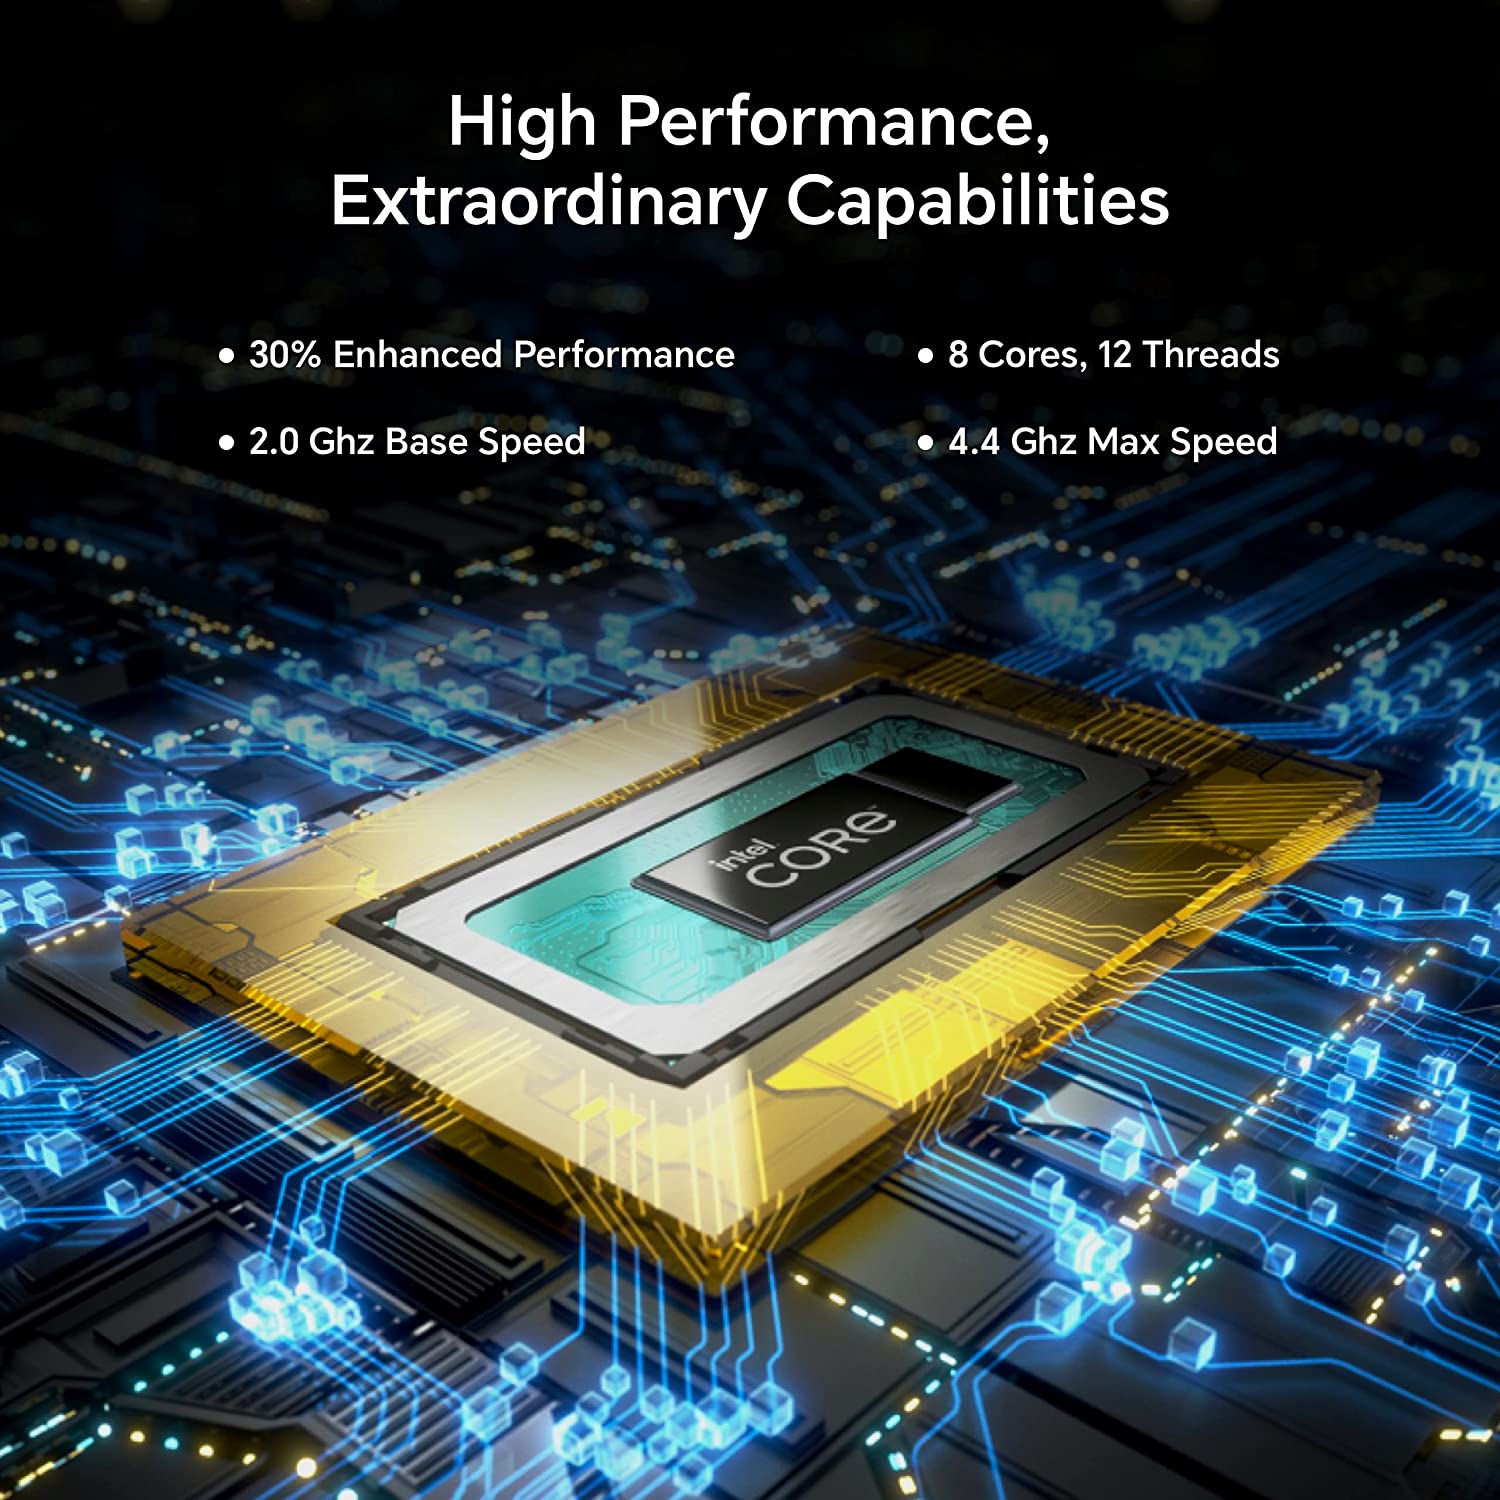 High Performance,
Extraordinary Capabilities
• 30% Enhanced Performance
• 8 Cores, 12 Threads
• 2.0 Ghz Base Speed
• 4.4 Ghz Max Speed
intel
CORE™